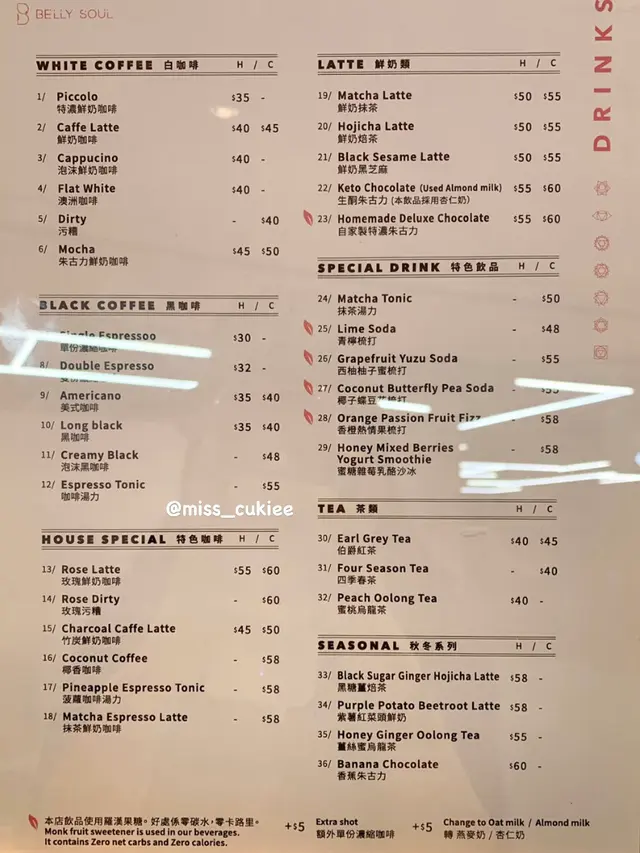 BELLY SOUL
DRINKS
WHITE COFFEE 白咖啡 H / C
1/ Piccolo $35 -
特濃鮮奶咖啡
2/ Caffe Latte $40 $45
鮮奶咖啡
3/ Cappucino $40 -
泡沫鮮奶咖啡
4/ Flat White $40 -
澳洲咖啡
5/ Dirty - $40
污糟
6/ Mocha $45 $50
朱古力鮮奶咖啡
BLACK COFFEE 黑咖啡 H / C
Single Espressoo $30 -
單份濃縮咖啡
8/ Double Espresso $32 -
9/ Americano $35 $40
美式咖啡
10/ Long black $35 $40
黑咖啡
11/ Creamy Black - $48
泡沫黑咖啡
12/ Espresso Tonic - $55
咖啡湯力
HOUSE SPECIAL 特色咖啡 H / C
13/ Rose Latte $55 $60
玫瑰鮮奶咖啡
14/ Rose Dirty - $60
玫瑰污糟
15/ Charcoal Caffe Latte $45 $50
竹炭鮮奶咖啡
16/ Coconut Coffee - $58
椰香咖啡
17/ Pineapple Espresso Tonic - $58
菠蘿咖啡湯力
18/ Matcha Espresso Latte - $58
抹茶鮮奶咖啡
LATTE 鮮奶類 H / C
19/ Matcha Latte $50 $55
鮮奶抹茶
20/ Hojicha Latte $50 $55
鮮奶焙茶
21/ Black Sesame Latte $50 $55
鮮奶黑芝麻
22/ Keto Chocolate (Used Almond milk) $55 $60
生酮朱古力 (本飲品採用杏仁奶)
23/ Homemade Deluxe Chocolate $55 $60
自家製特濃朱古力
SPECIAL DRINK 特色飲品 H / C
24/ Matcha Tonic - $50
抹茶湯力
25/ Lime Soda - $48
青檸梳打
26/ Grapefruit Yuzu Soda - $55
西柚柚子蜜梳打
27/ Coconut Butterfly Pea Soda - $55
椰子蝶豆花梳打
28/ Orange Passion Fruit Fizz - $58
香橙熱情果梳打
29/ Honey Mixed Berries - $58
Yogurt Smoothie
蜜糖雜莓乳酪沙冰
TEA 茶類 H / C
30/ Earl Grey Tea $40 $45
伯爵紅茶
31/ Four Season Tea - $40
四季春茶
32/ Peach Oolong Tea $40 -
蜜桃烏龍茶
SEASONAL 秋冬系列 H / C
33/ Black Sugar Ginger Hojicha Latte $58 -
黑糖薑焙茶
34/ Purple Potato Beetroot Latte $58 -
紫薯紅菜頭鮮奶
35/ Honey Ginger Oolong Tea $55 -
薑絲蜜烏龍茶
36/ Banana Chocolate $60 -
香蕉朱古力
@miss_cukiee
本店飲品使用羅漢果糖。好處係零碳水，零卡路里。
Monk fruit sweetener is used in our beverages.
It contains Zero net carbs and Zero calories.
+$5 Extra shot
額外單份濃縮咖啡
+$5 Change to Oat milk / Almond milk
轉 燕麥奶 / 杏仁奶